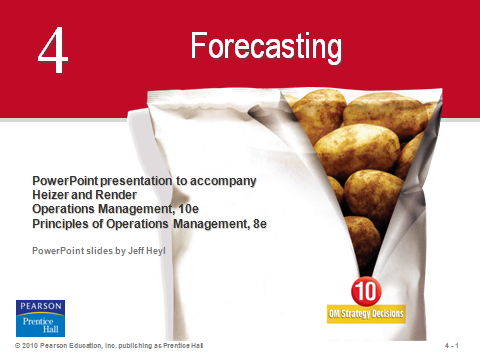 4
Forecasting
PowerPoint presentation to accompany
Heizer and Render
Operations Management, 10e
Principles of Operations Management, 8e
PowerPoint slides by Jeff Heyl
10
OM Strategy Decisions
PEARSON
Prentice
Hall
© 2010 Pearson Education, Inc. publishing as Prentice Hall
4 - 1